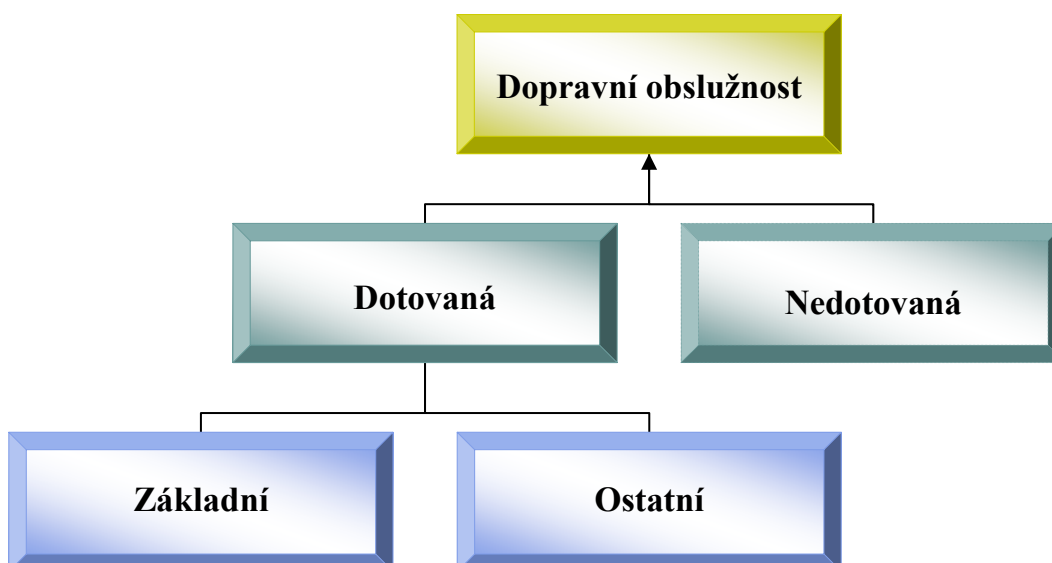 Dopravní obslužnost
Dotovaná
Nedotovaná
Základní
Ostatní